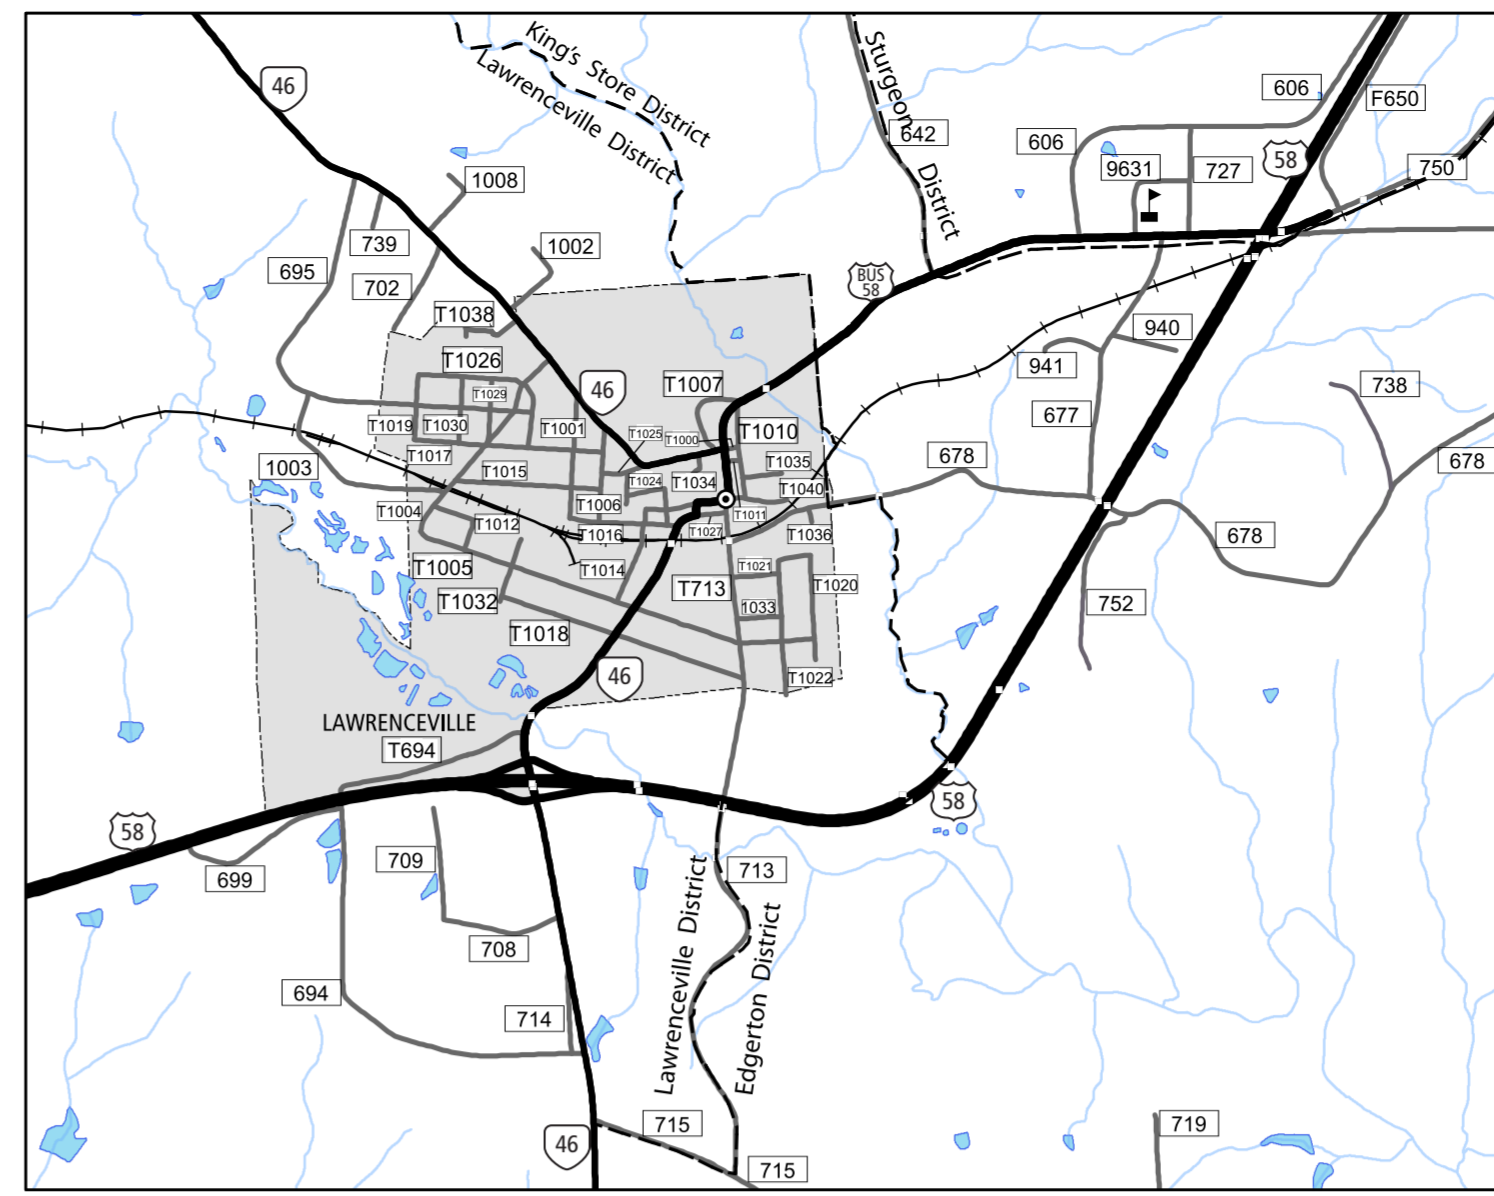 46
King's Store District
Lawrenceville District
Sturgeon District
642
606
F650
606
9631
727
58
750
1008
739
1002
695
702
BUS
58
T1038
T1026
940
941
T1029
46
T1007
738
T1019
T1030
T1001
T1025
T1000
T1010
677
T1017
678
678
1003
T1015
T1024
T1034
T1035
T1040
T1004
T1012
T1006
T1011
T1016
T1027
T1036
678
T1005
T1014
T1021
T713
T1020
T1032
1033
752
T1018
46
T1022
LAWRENCEVILLE
T694
58
58
699
709
713
Lawrenceville District
Edgerton District
708
694
714
715
719
46
715